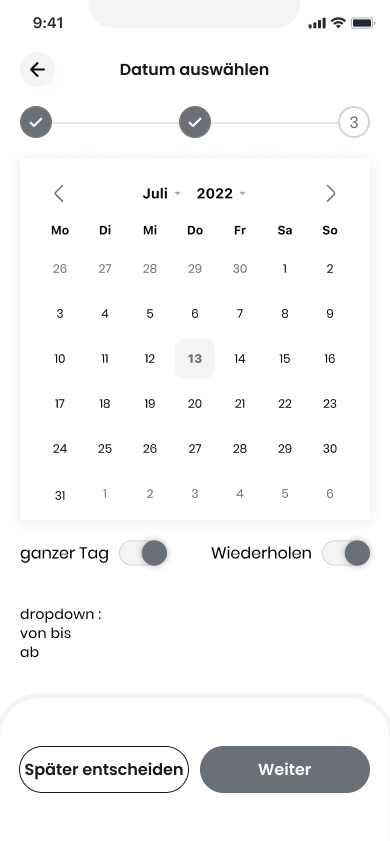 9:41
Datum auswählen
3
Juli 2022
Mo Di Mi Do Fr Sa So
26 27 28 29 30 1 2
3 4 5 6 7 8 9
10 11 12 13 14 15 16
17 18 19 20 21 22 23
24 25 26 27 28 29 30
31 1 2 3 4 5 6
ganzer Tag Wiederholen
dropdown :
von bis
ab
Später entscheiden Weiter